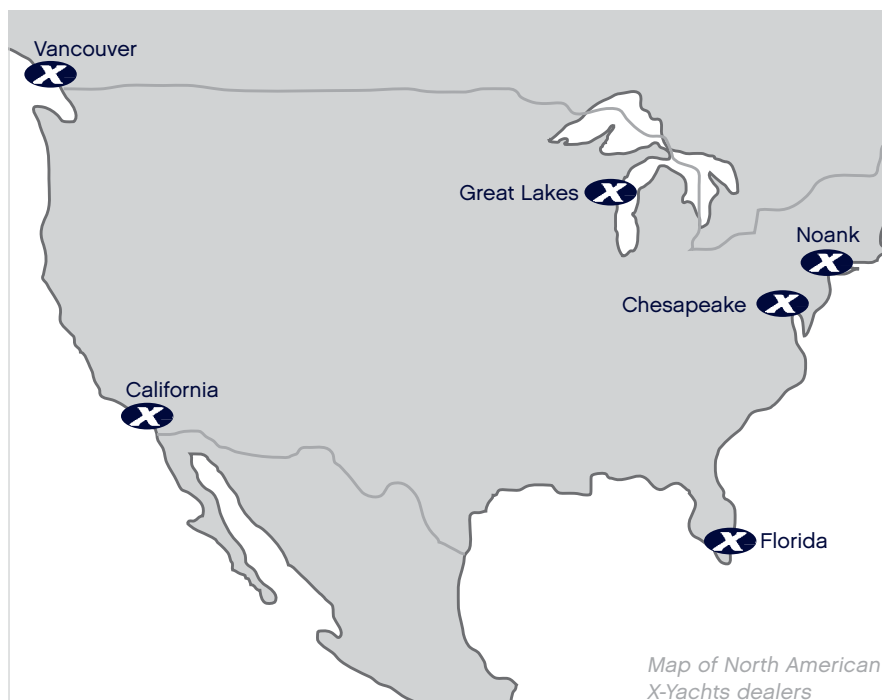 Vancouver
X
Great Lakes X
Noank
X
Chesapeake X
California
X
X Florida
Map of North American
X-Yachts dealers